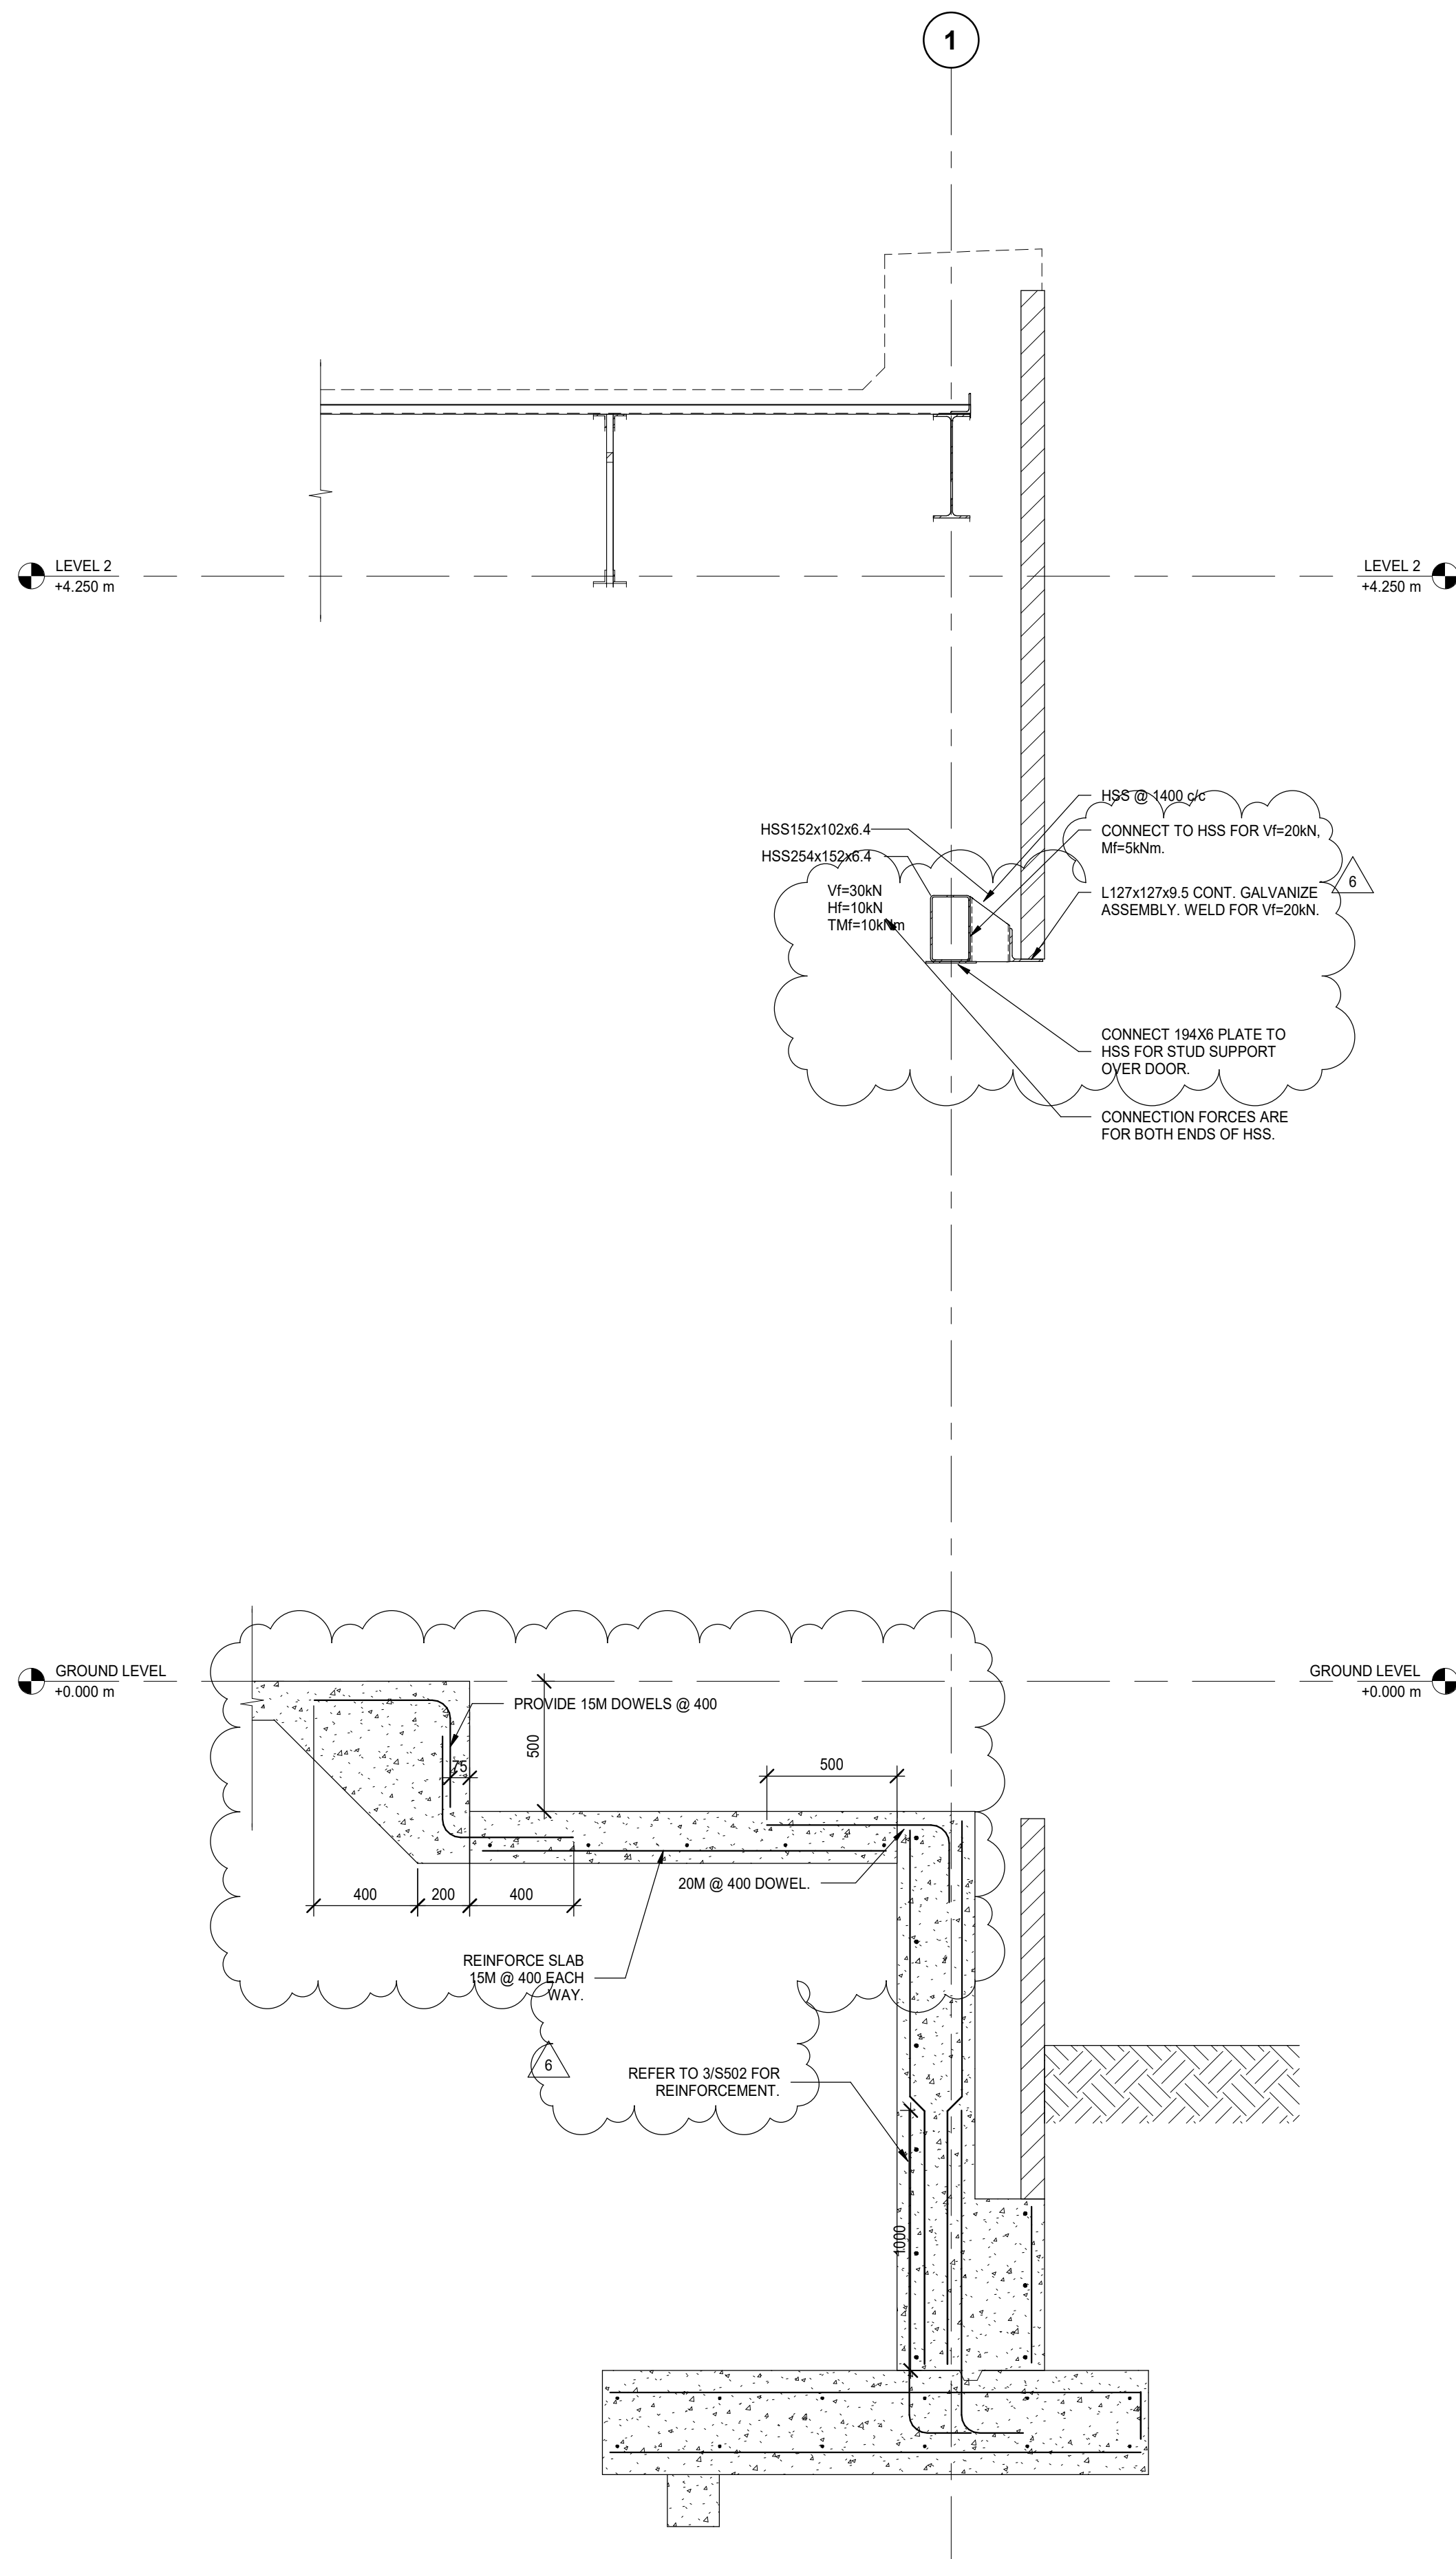 1
LEVEL 2
+4.250 m
LEVEL 2
+4.250 m
HSS @ 1400 c/c
HSS152x102x6.4
CONNECT TO HSS FOR Vf=20kN,
Mf=5kNm.
HSS254x152x6.4
6
Vf=30kN
Hf=10kN
TMf=10kNm
L127x127x9.5 CONT. GALVANIZE
ASSEMBLY. WELD FOR Vf=20kN.
CONNECT 194X6 PLATE TO
HSS FOR STUD SUPPORT
OVER DOOR.
CONNECTION FORCES ARE
FOR BOTH ENDS OF HSS.
GROUND LEVEL
+0.000 m
GROUND LEVEL
+0.000 m
PROVIDE 15M DOWELS @ 400
500
75
500
20M @ 400 DOWEL.
400
200
400
REINFORCE SLAB
15M @ 400 EACH
WAY.
6
REFER TO 3/S502 FOR
REINFORCEMENT.
1000